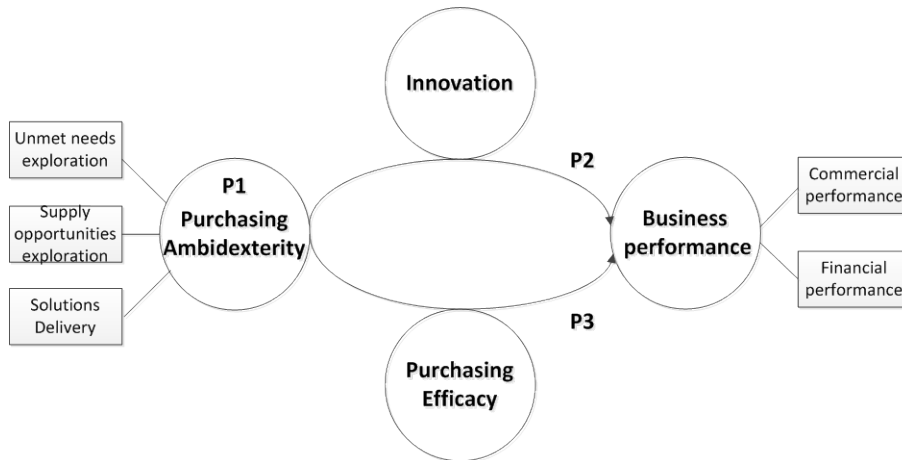 Innovation
Unmet needs
exploration
Supply
opportunities
exploration
Solutions
Delivery
P1
Purchasing
Ambidexterity
P2
P3
Business
performance
Commercial
performance
Financial
performance
Purchasing
Efficacy